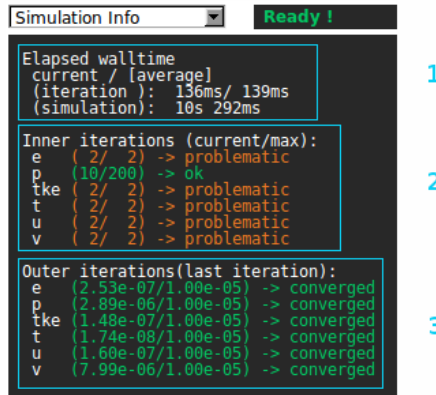 Simulation Info
Ready !
Elapsed walltime
current / [average]
(iteration ): 136ms/ 139ms
(simulation): 10s 292ms
1
Inner iterations (current/max):
e ( 2/ 2) -> problematic
p (10/200) -> ok
tke ( 2/ 2) -> problematic
t ( 2/ 2) -> problematic
u ( 2/ 2) -> problematic
v ( 2/ 2) -> problematic
2
Outer iterations(last iteration):
e (2.53e-07/1.00e-05) -> converged
p (2.89e-06/1.00e-05) -> converged
tke (1.48e-07/1.00e-05) -> converged
t (1.74e-08/1.00e-05) -> converged
u (1.60e-07/1.00e-05) -> converged
v (7.99e-06/1.00e-05) -> converged
3